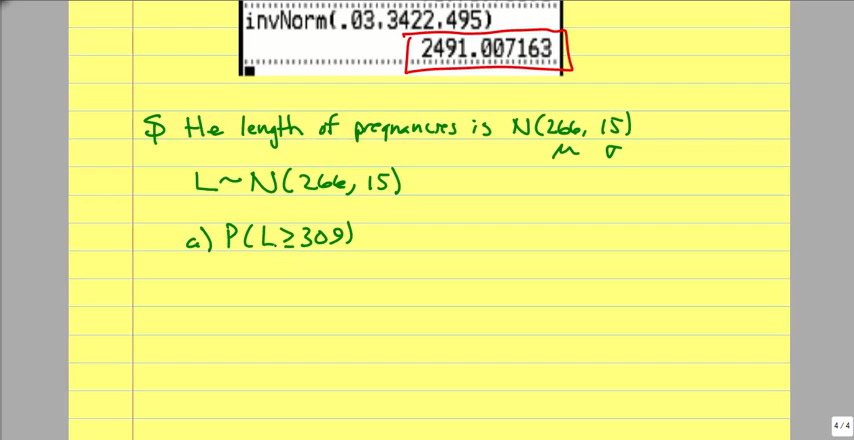 invNorm(.03,3422,495)
2491.007163
$ The length of pregnancies is N(266, 15)
μ σ
L~N(266, 15)
a) P(L≥309)
4 / 4